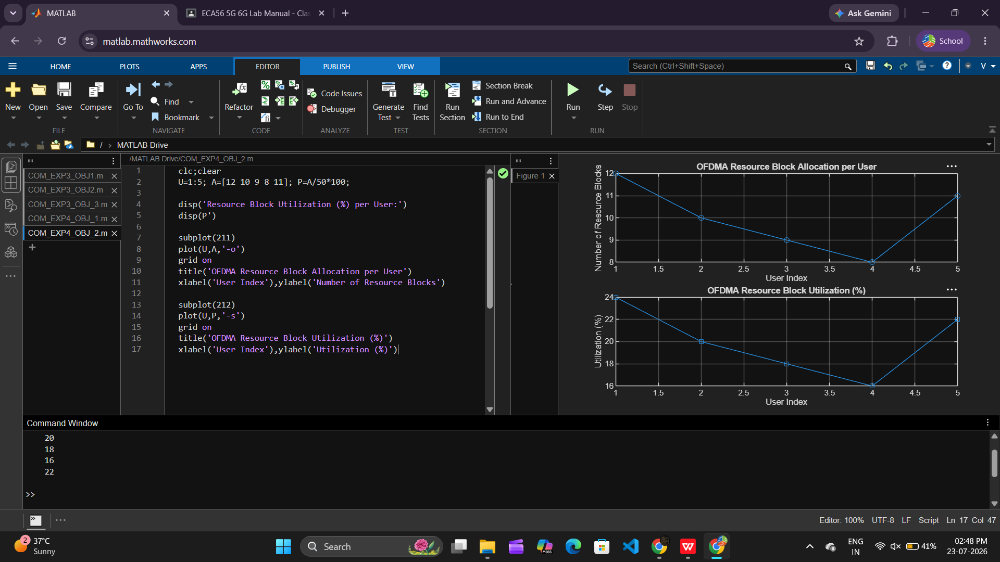 MATLAB
ECA56 5G 6G Lab Manual - Cla
Ask Gemini
matlab.mathworks.com
School
HOME
PLOTS
APPS
EDITOR
PUBLISH
VIEW
Search (Ctrl+Shift+Space)
V
New
Open
Save
Compare
FILE
Go To
Find
Bookmark
NAVIGATE
Refactor
CODE
Code Issues
Debugger
ANALYZE
Generate Test
Find Tests
TEST
Run Section
Section Break
Run and Advance
Run to End
SECTION
Run
Step
Stop
RUN
/ › MATLAB Drive
COM_EXP3_OBJ1.m
COM_EXP3_OBJ2.m
COM_EXP3_OBJ_3.m
COM_EXP4_OBJ_1.m
COM_EXP4_OBJ_2.m
/MATLAB Drive/COM_EXP4_OBJ_2.m
1 clc;clear
2 U=1:5; A=[12 10 9 8 11]; P=A/50*100;
3
4 disp('Resource Block Utilization (%) per User:')
5 disp(P')
6
7 subplot(211)
8 plot(U,A,'-o')
9 grid on
10 title('OFDMA Resource Block Allocation per User')
11 xlabel('User Index'),ylabel('Number of Resource Blocks')
12
13 subplot(212)
14 plot(U,P,'-s')
15 grid on
16 title('OFDMA Resource Block Utilization (%)')
17 xlabel('User Index'),ylabel('Utilization (%)')
Figure 1
OFDMA Resource Block Allocation per User
Number of Resource Blocks
12
11
10
9
8
1 1.5 2 2.5 3 3.5 4 4.5 5
User Index
OFDMA Resource Block Utilization (%)
Utilization (%)
24
22
20
18
16
1 1.5 2 2.5 3 3.5 4 4.5 5
User Index
Command Window
20
18
16
22
>>
Editor: 100% UTF-8 LF Script Ln 17 Col 47
2
37°C
Sunny
Search
M365
ENG
IN
41%
02:48 PM
23-07-2026